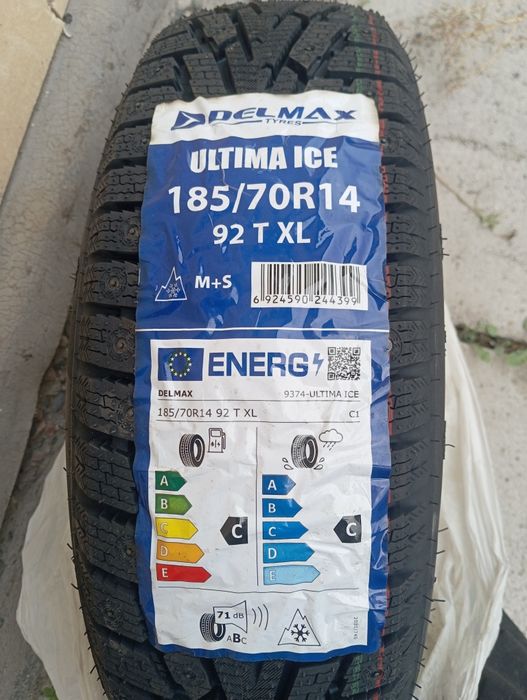 DELMAX
TYRES
ULTIMA ICE
185/70R14
92 T XL
M+S
6 924590 244399
ENERG
DELMAX
9374-ULTIMA ICE
185/70R14 92 T XL
C1
A
B
C
D
E
C
A
B
C
D
E
C
71 dB
ABC